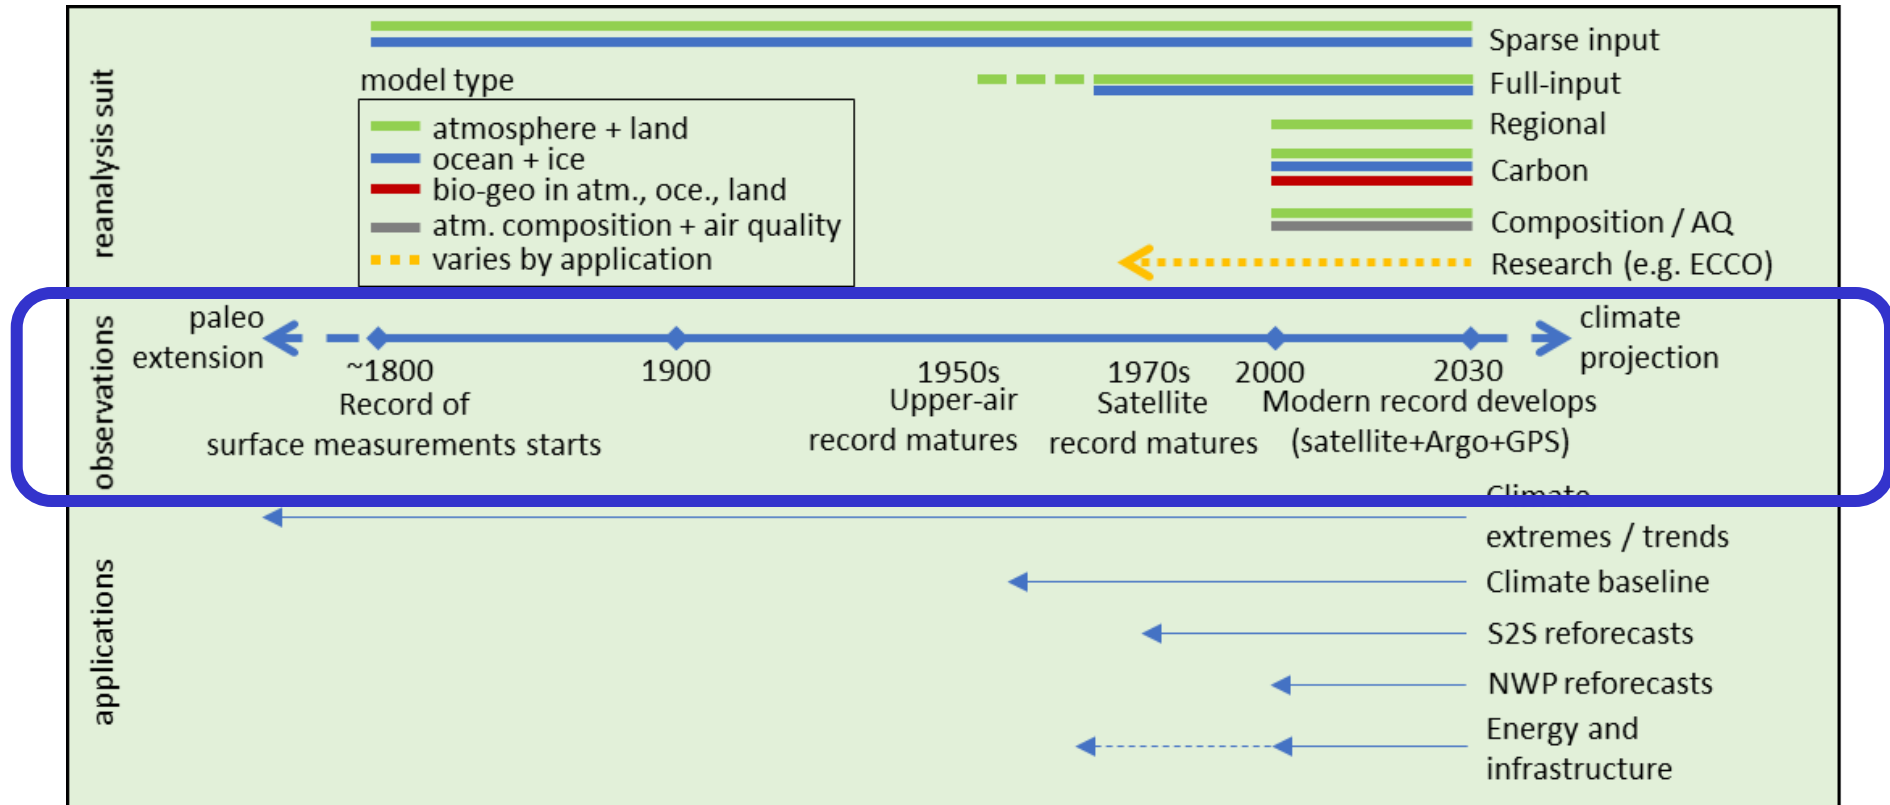 reanalysis suit
Sparse input
model type
Full-input
atmosphere + land
ocean + ice
bio-geo in atm., oce., land
atm. composition + air quality
varies by application
Regional
Carbon
Composition / AQ
Research (e.g. ECCO)
observations
paleo
extension
climate
projection
~1800
1900
1950s
1970s
2000
2030
Record of
surface measurements starts
Upper-air
record matures
Satellite
record matures
Modern record develops
(satellite+Argo+GPS)
applications
Climate
extremes / trends
Climate baseline
S2S reforecasts
NWP reforecasts
Energy and
infrastructure